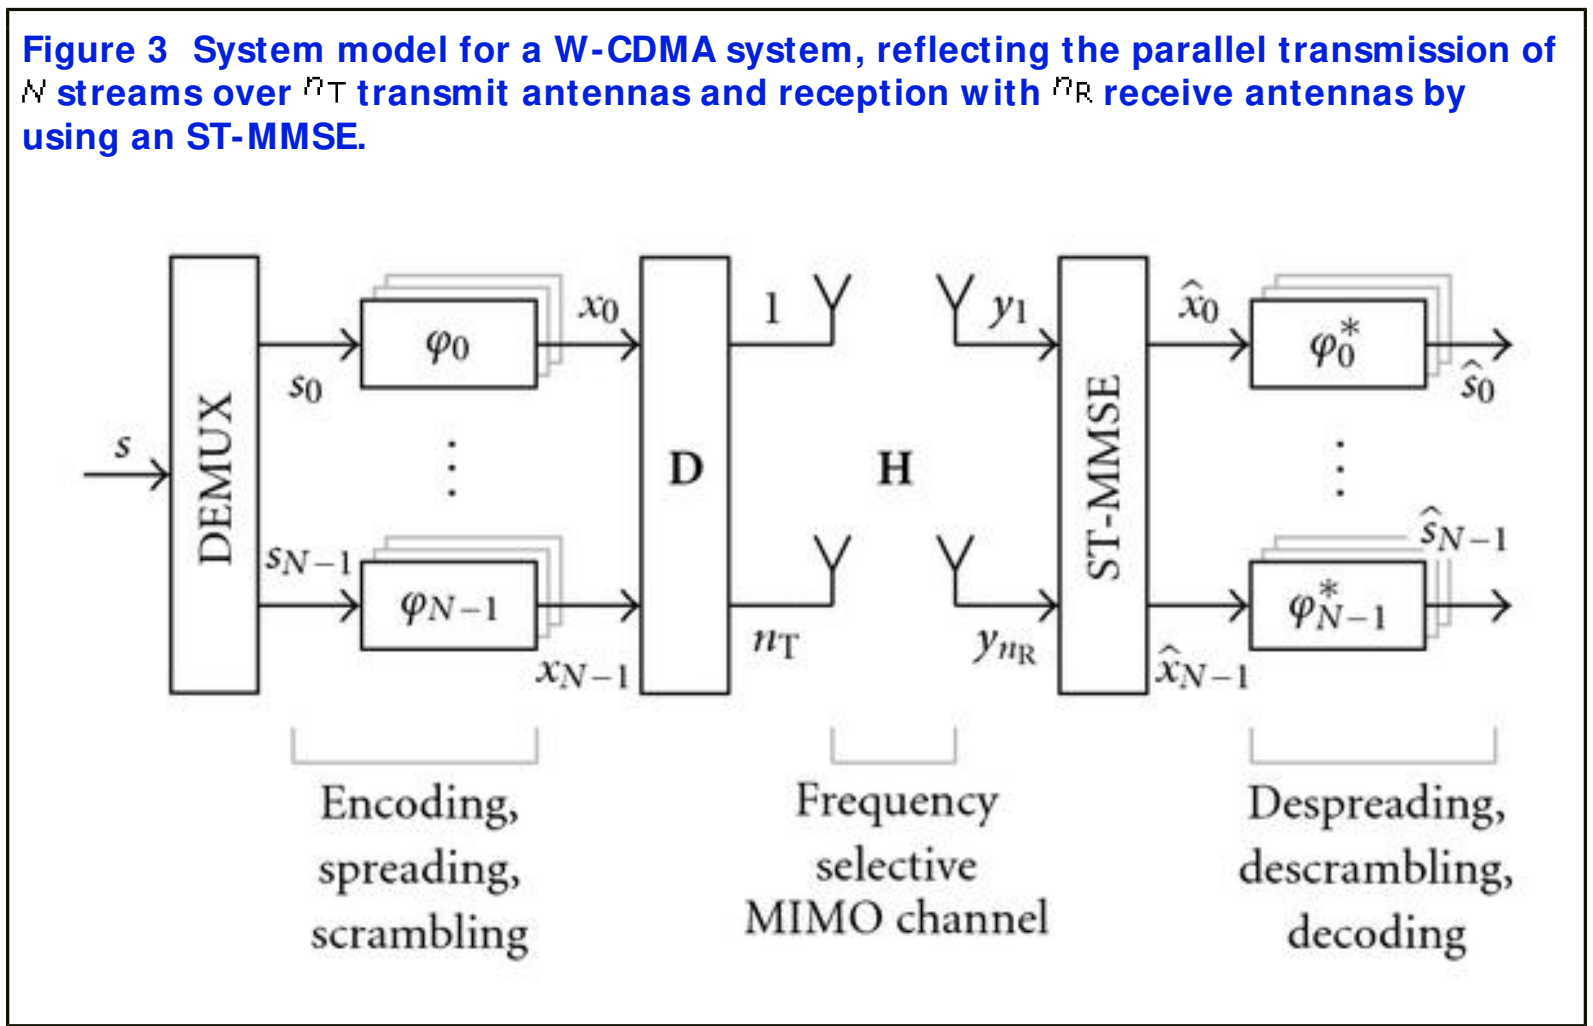 Figure 3 System model for a W-CDMA system, reflecting the parallel transmission of
N streams over nT transmit antennas and reception with nR receive antennas by
using an ST-MMSE.
s
DEMUX
s0
φ0
x0
sN−1
φN−1
xN−1
D
1
nT
H
y1
ynR
ST-MMSE
x̂0
φ0*
ŝ0
x̂N−1
φ*N−1
ŝN−1
Encoding,
spreading,
scrambling
Frequency
selective
MIMO channel
Despreading,
descrambling,
decoding